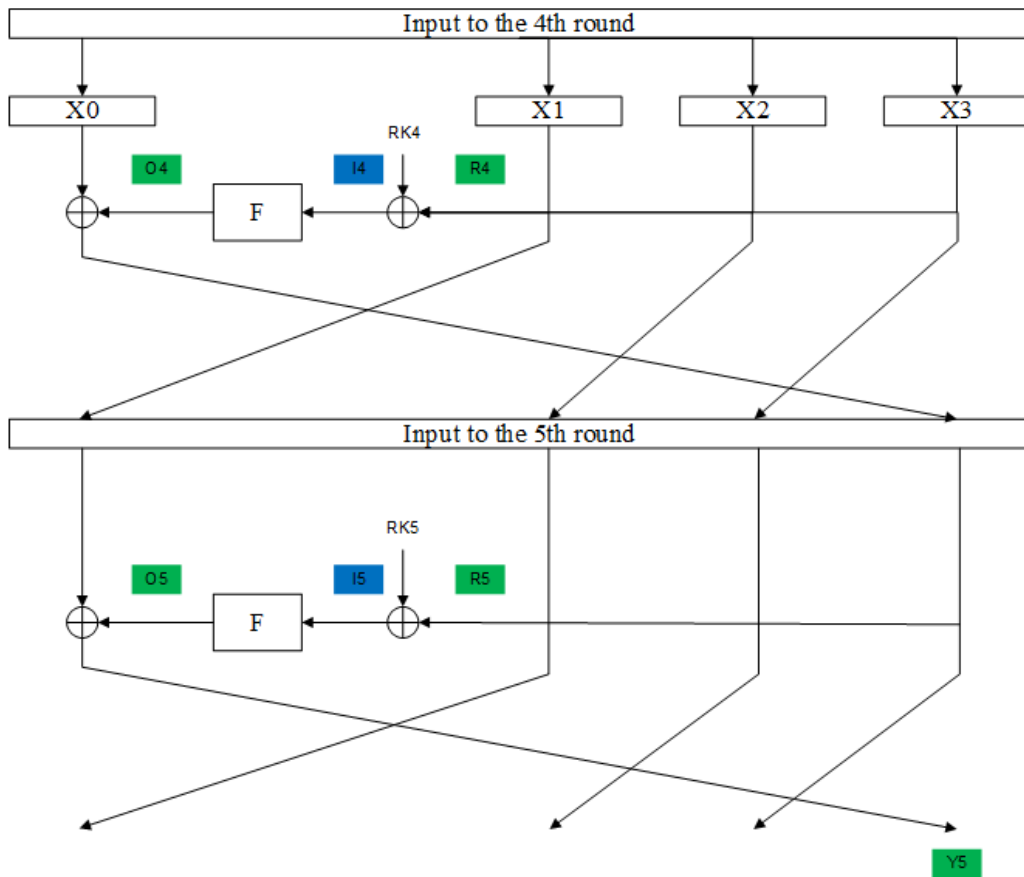 Input to the 4th round
X0 X1 X2 X3
RK4
O4 I4 R4
F
Input to the 5th round
RK5
O5 I5 R5
F
Y5